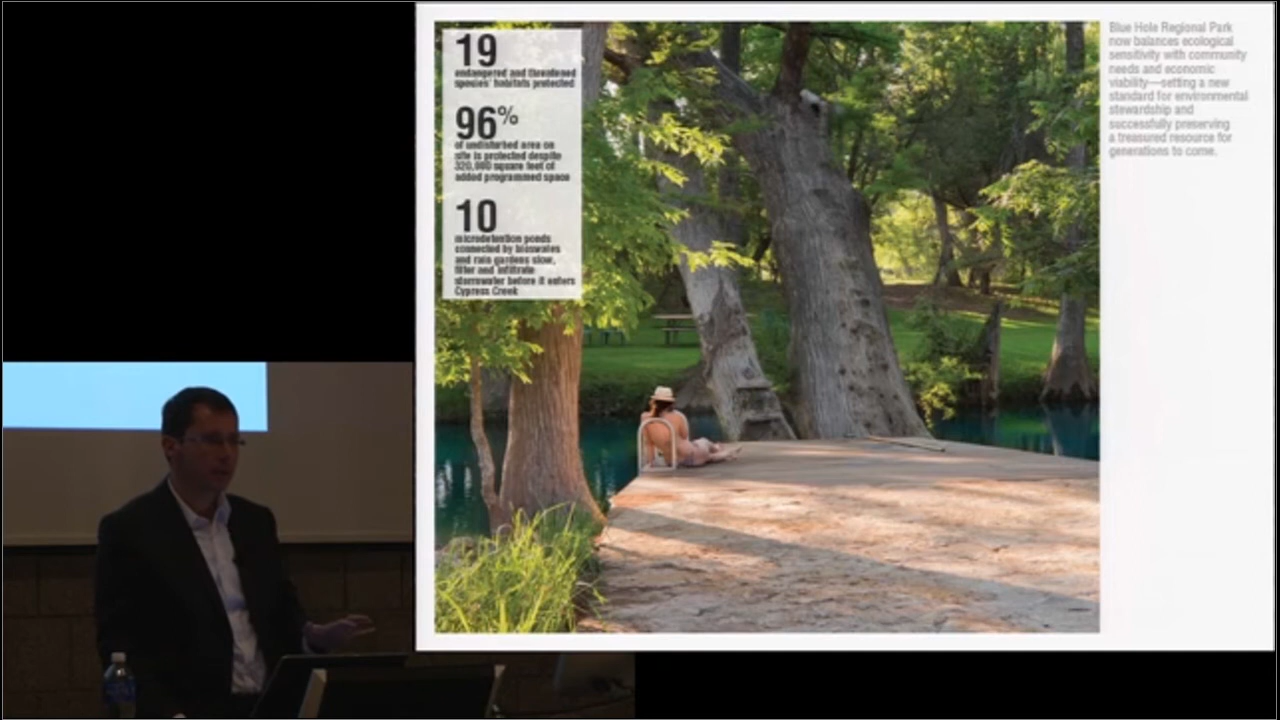 19
endangered and threatened
species' habitats protected
96%
of undisturbed area on
site is protected despite
320,000 square feet of
added programmed space
10
microdetention ponds
connected by bioswales
and rain gardens slow,
filter and infiltrate
stormwater before it enters
Cypress Creek
Blue Hole Regional Park
now balances ecological
sensitivity with community
needs and economic
viability—setting a new
standard for environmental
stewardship and
successfully preserving
a treasured resource for
generations to come.